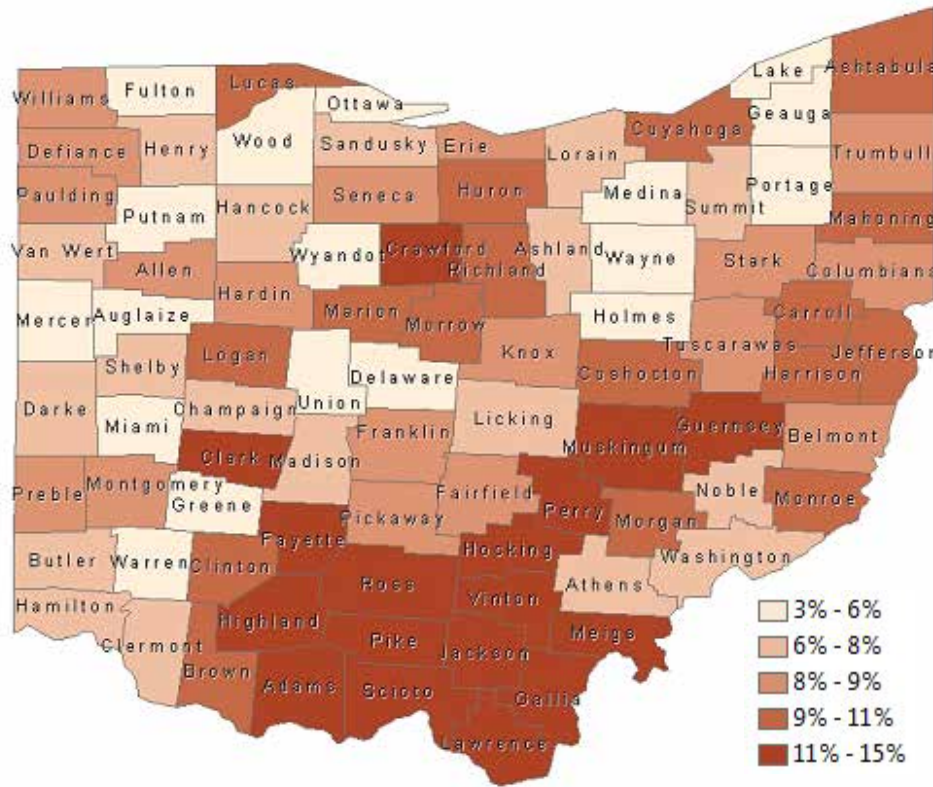 Lake
Ashtabula
Lucas
Fulton
Williams
Ottawa
Geauga
Wood
Cuyahoga
Defiance
Henry
Sandusky
Erie
Lorain
Trumbull
Paulding
Seneca
Huron
Medina
Portage
Putnam
Hancock
Summit
Mahoning
Van Wert
Wyandot
Crawford
Ashland
Wayne
Stark
Allen
Richland
Columbiana
Hardin
Mercer
Auglaize
Marion
Morrow
Holmes
Carroll
Logan
Knox
Tuscarawas
Jefferson
Shelby
Delaware
Coshocton
Harrison
Darke
Champaign
Union
Licking
Miami
Franklin
Muskingum
Guernsey
Belmont
Clark
Madison
Preble
Montgomery
Fairfield
Noble
Monroe
Greene
Perry
Pickaway
Morgan
Fayette
Hocking
Washington
Butler
Warren
Clinton
Ross
Athens
Hamilton
Vinton
Highland
Meigs
Clermont
Pike
Jackson
Brown
Adams
Scioto
Gallia
Lawrence
3% - 6%
6% - 8%
8% - 9%
9% - 11%
11% - 15%